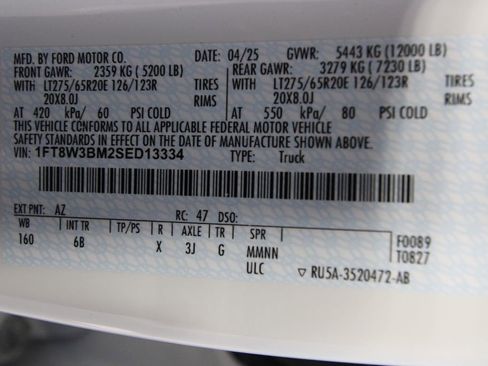 MFD. BY FORD MOTOR CO. DATE: 04/25 GVWR: 5443 KG (12000 LB)
FRONT GAWR: 2359 KG (5200 LB) REAR GAWR: 3279 KG (7230 LB)
WITH LT275/65R20E 126/123R TIRES WITH LT275/65R20E 126/123R TIRES
20X8.0J RIMS 20X8.0J RIMS
AT 420 kPa/ 60 PSI COLD AT 550 kPa/ 80 PSI COLD
THIS VEHICLE CONFORMS TO ALL APPLICABLE FEDERAL MOTOR VEHICLE
SAFETY STANDARDS IN EFFECT ON THE DATE OF MANUFACTURE SHOWN ABOVE.
VIN: 1FT8W3BM2SED13334 TYPE: Truck
EXT PNT: AZ RC: 47 DSO:
WB INT TR TP/PS R AXLE TR SPR
160 6B X 3J G MMNN F0089
ULC T0827
▽ RU5A-3520472-AB